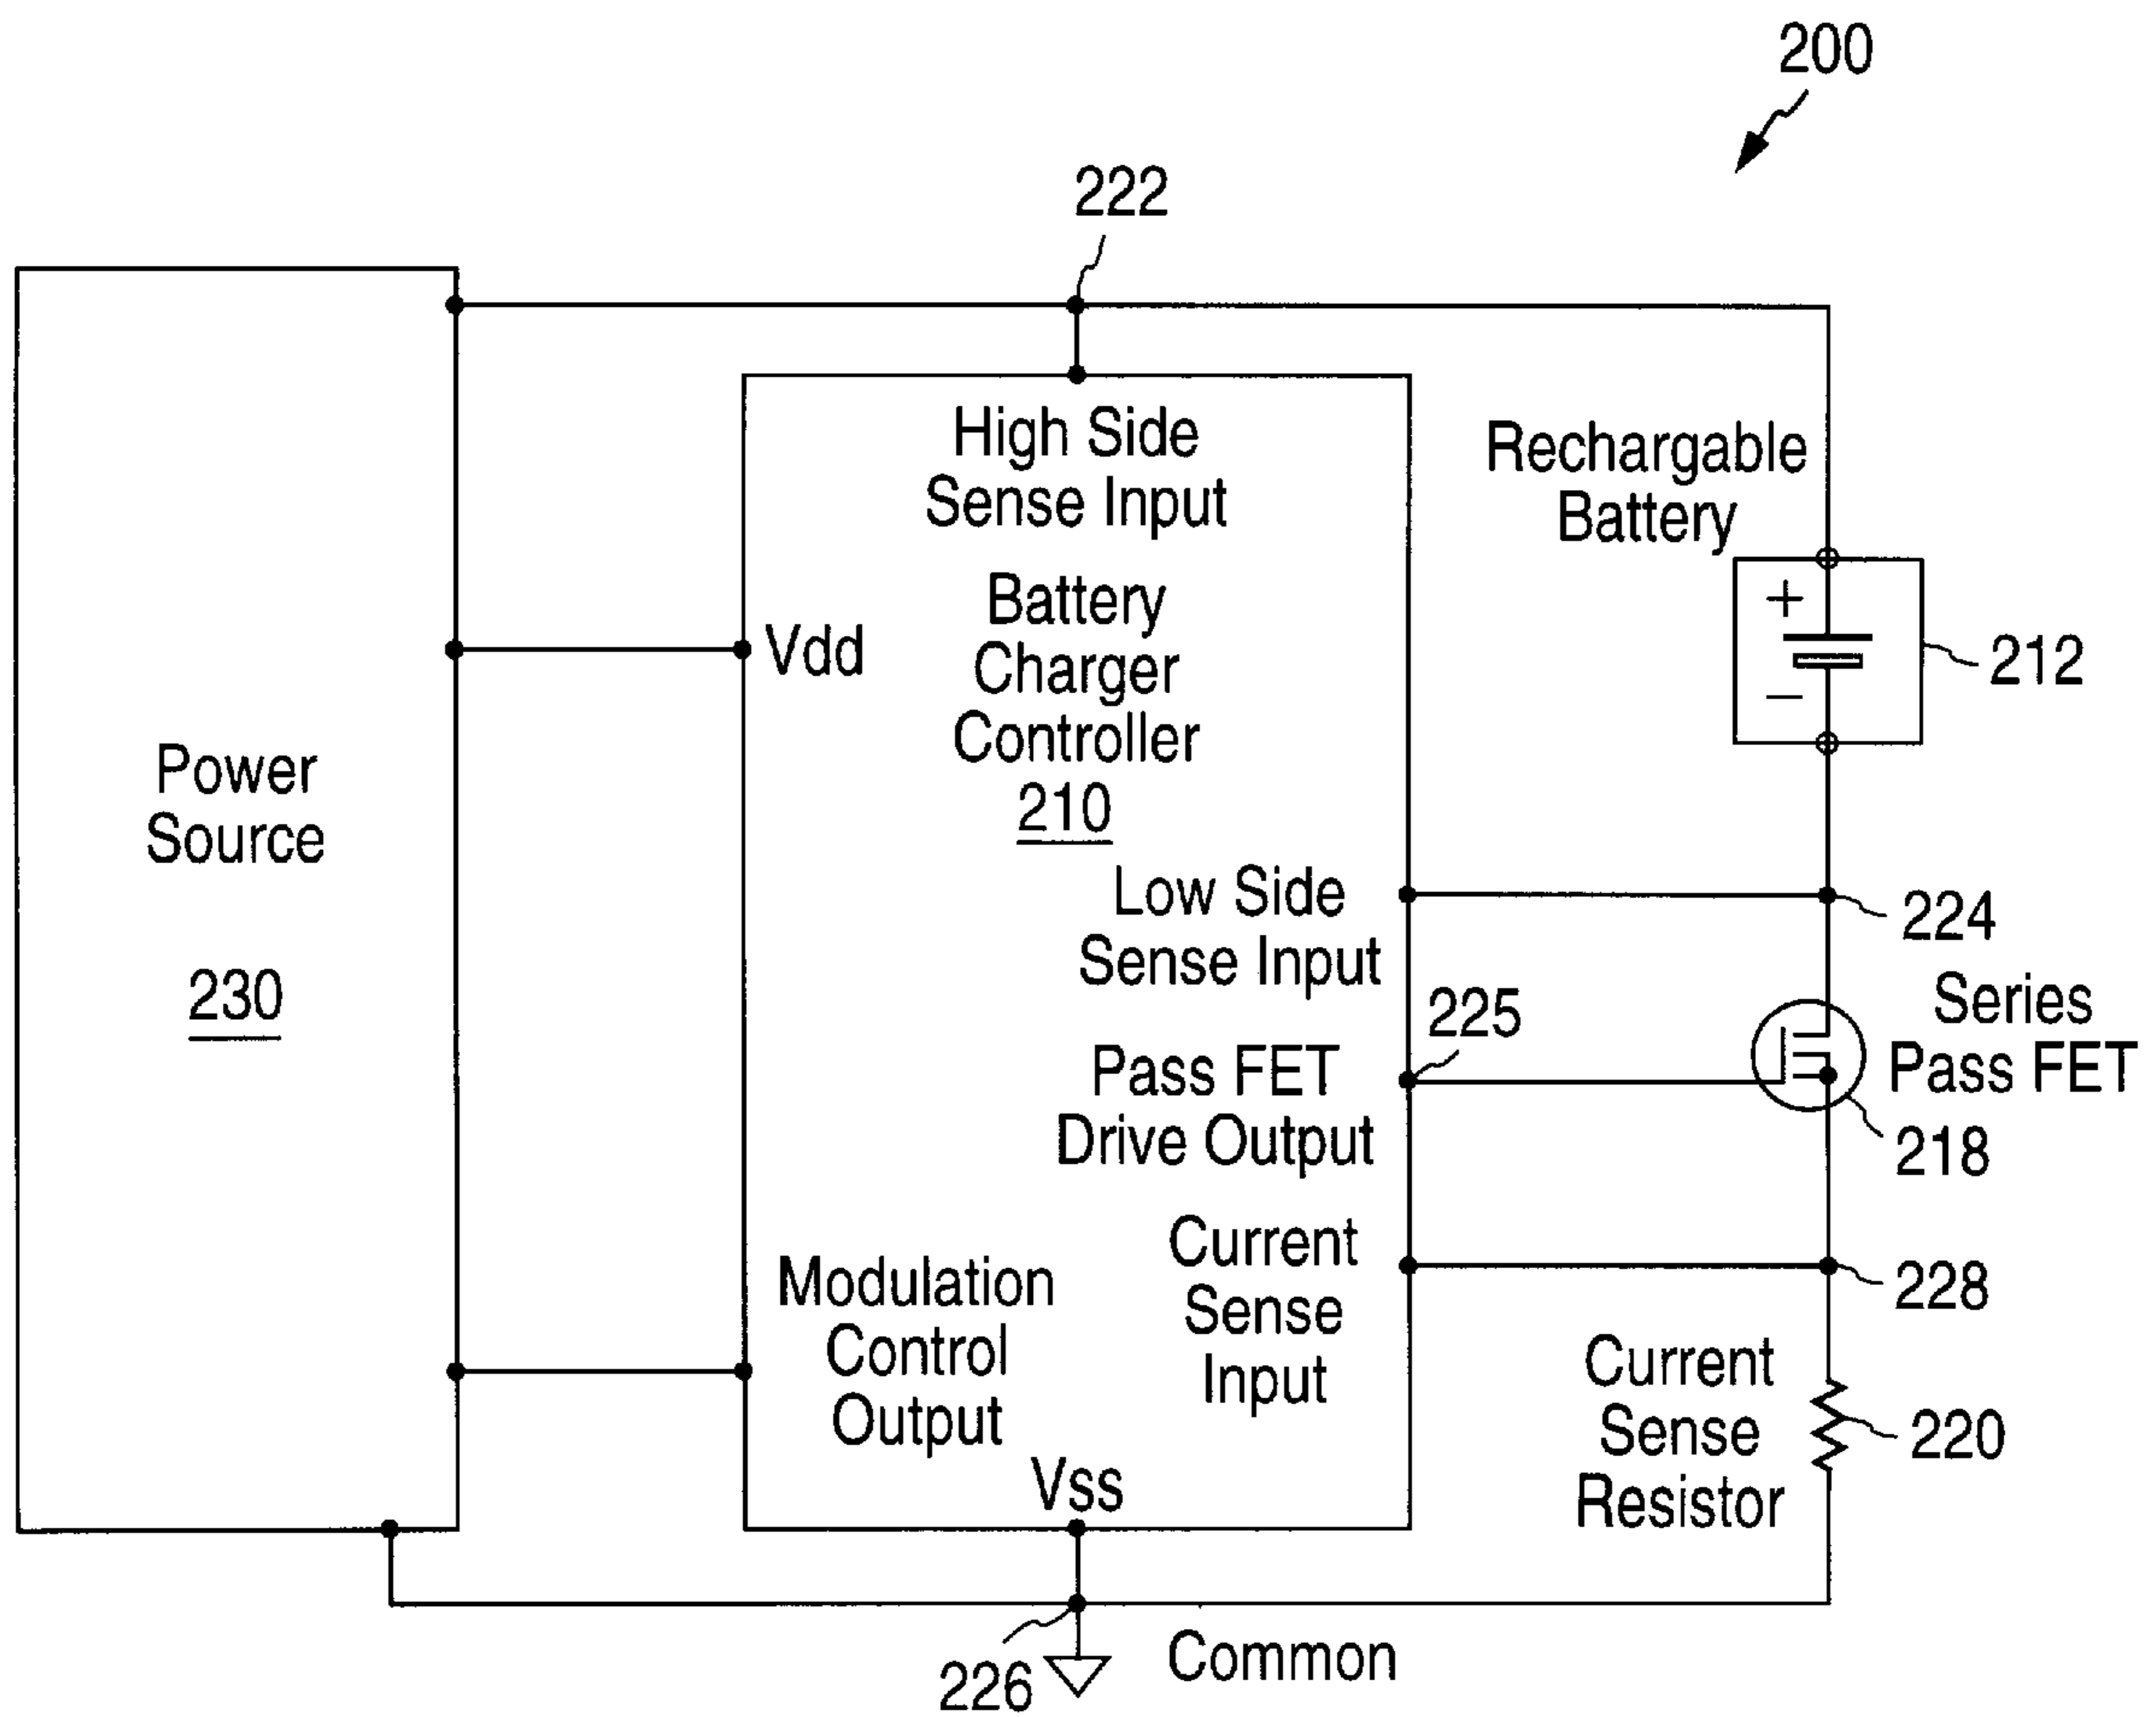 200
222
High Side
Sense Input
Rechargable
Battery
+
−
212
Battery
Charger
Controller
210
Vdd
Power
Source
230
Low Side
Sense Input
224
225
Series
Pass FET
218
Pass FET
Drive Output
Current
Sense
Input
228
Modulation
Control
Output
Current
Sense
Resistor
220
Vss
226
Common